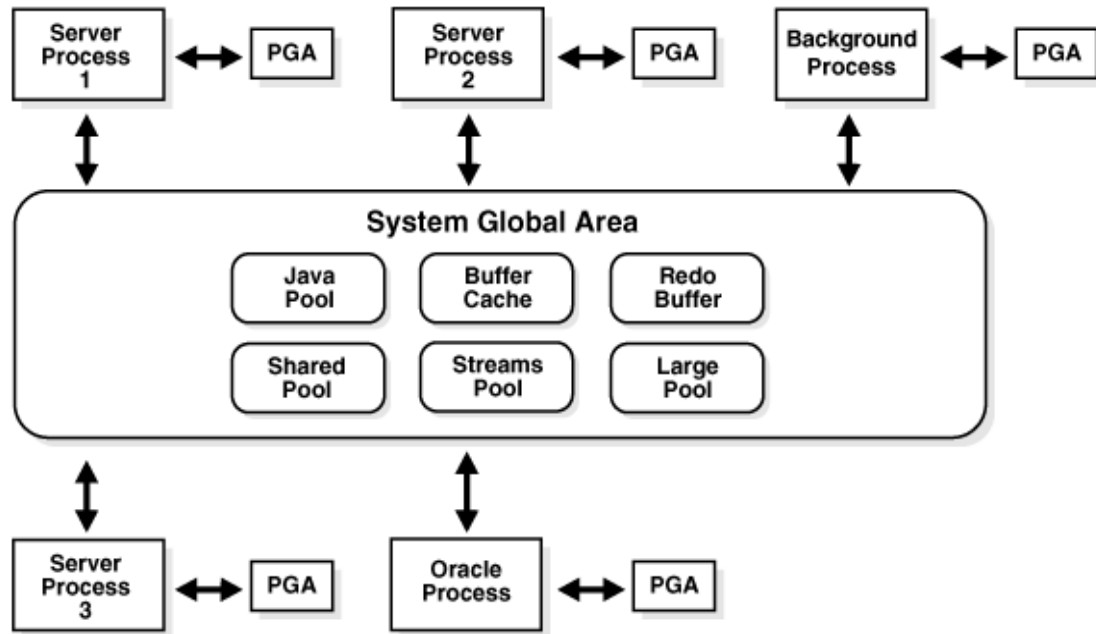 Server
Process
1
PGA
Server
Process
2
PGA
Background
Process
PGA
System Global Area
Java
Pool
Buffer
Cache
Redo
Buffer
Shared
Pool
Streams
Pool
Large
Pool
Server
Process
3
PGA
Oracle
Process
PGA